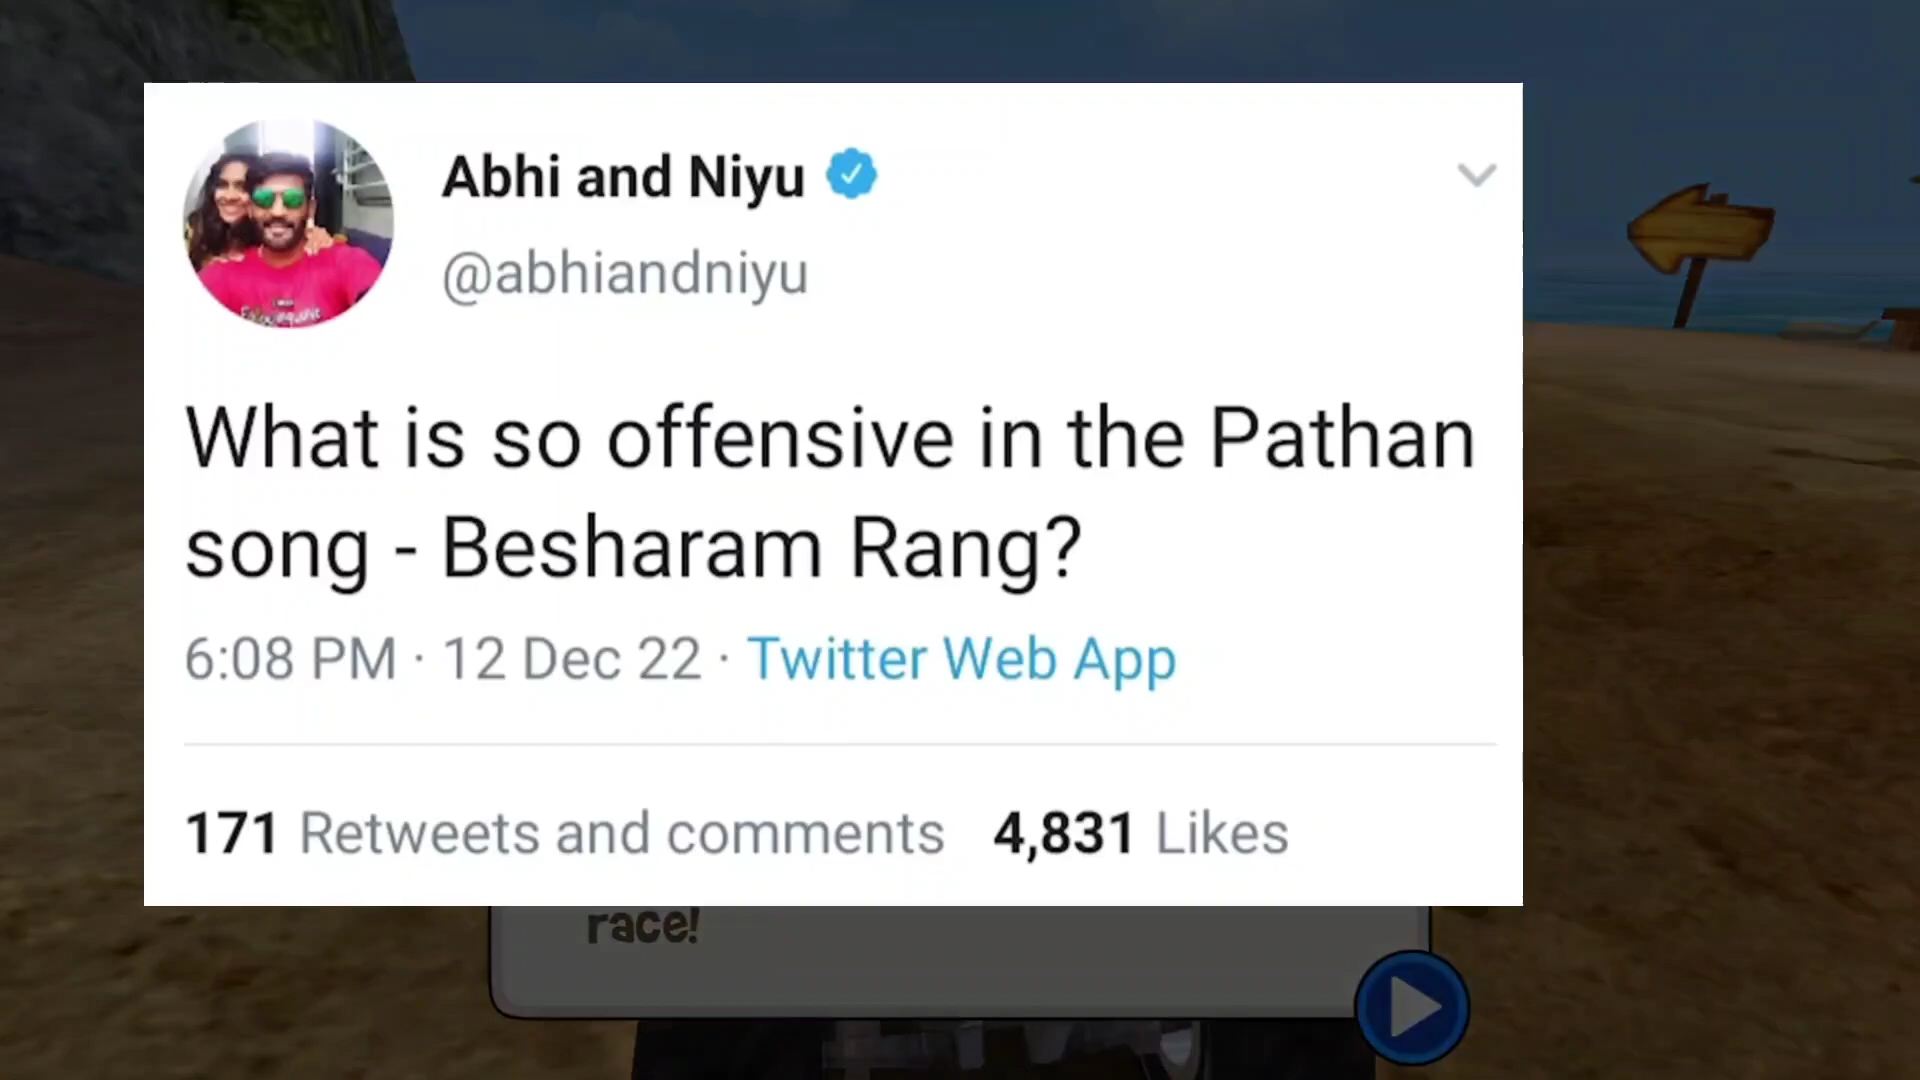 Abhi and Niyu
@abhiandniyu
What is so offensive in the Pathan
song - Besharam Rang?
6:08 PM · 12 Dec 22 · Twitter Web App
171 Retweets and comments 4,831 Likes
race!